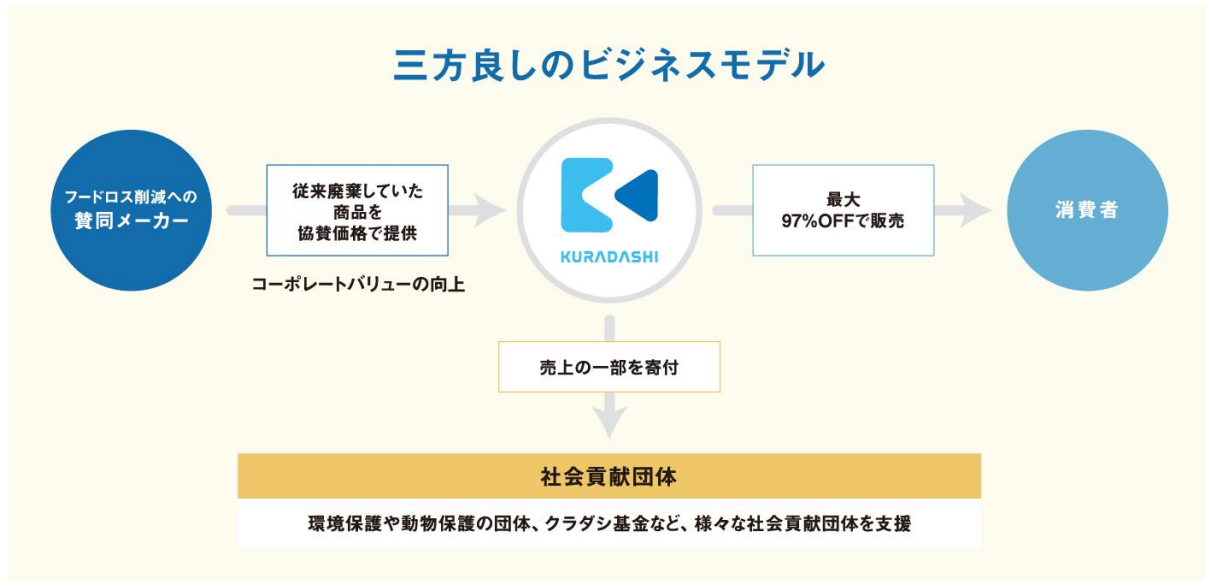 三方良しのビジネスモデル
フードロス削減への
賛同メーカー
従来廃棄していた
商品を
協賛価格で提供
コーポレートバリューの向上
KURADASHI
最大
97%OFFで販売
消費者
売上の一部を寄付
社会貢献団体
環境保護や動物保護の団体、クラダシ基金など、様々な社会貢献団体を支援